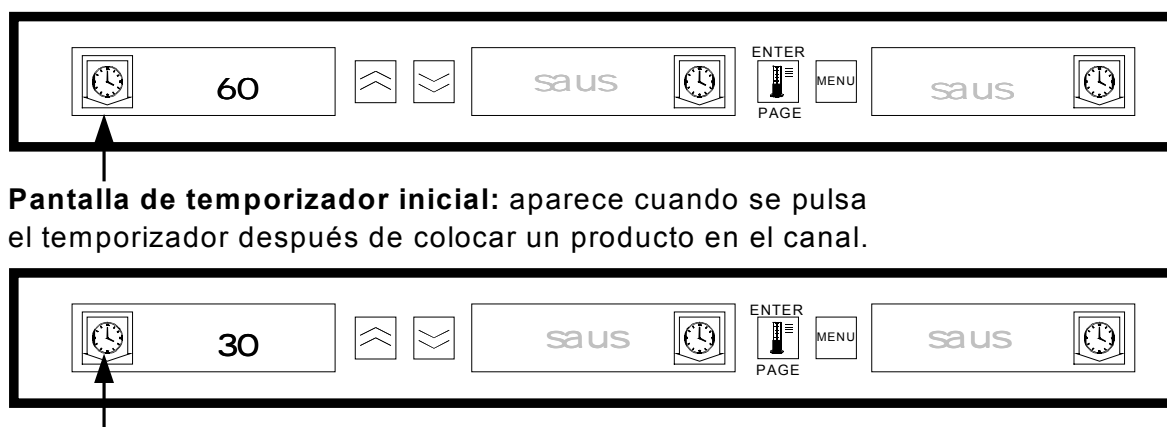 ENTER
60 saus MENU saus
PAGE
Pantalla de temporizador inicial: aparece cuando se pulsa
el temporizador después de colocar un producto en el canal.
ENTER
30 saus MENU saus
PAGE